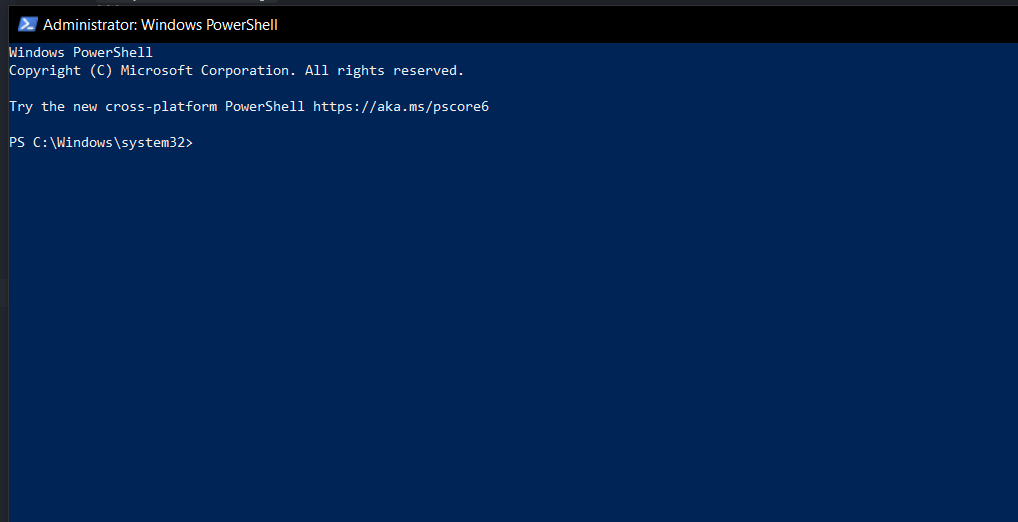 Administrator: Windows PowerShell
Windows PowerShell
Copyright (C) Microsoft Corporation. All rights reserved.
Try the new cross-platform PowerShell https://aka.ms/pscore6
PS C:\Windows\system32>